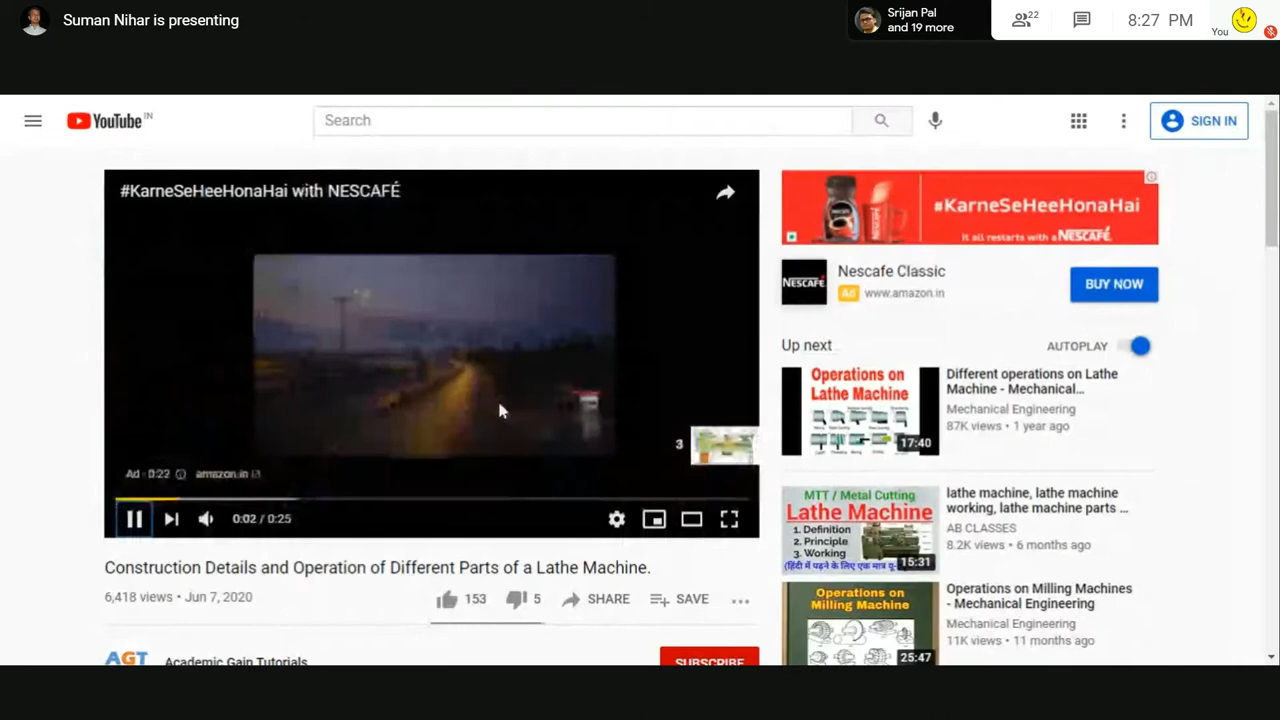 Suman Nihar is presenting
Srijan Pal
and 19 more
22
8:27 PM
You
YouTube IN
Search
SIGN IN
#KarneSeHeeHonaHai with NESCAFÉ
3
Ad · 0:22 amazon.in
0:02 / 0:25
#KarneSeHeeHonaHai
it all restarts with a NESCAFÉ.
NESCAFÉ.
Nescafe Classic
Ad www.amazon.in
BUY NOW
Up next
AUTOPLAY
Operations on
Lathe Machine
17:40
Different operations on Lathe
Machine - Mechanical...
Mechanical Engineering
87K views • 1 year ago
MTT / Metal Cutting
Lathe Machine
1. Definition
2. Principle
3. Working
(हिंदी में पढ़ने के लिए एक मात्र
15:31
lathe machine, lathe machine
working, lathe machine parts ...
AB CLASSES
8.2K views • 6 months ago
Operations on
Milling Machine
25:47
Operations on Milling Machines
- Mechanical Engineering
Mechanical Engineering
11K views • 11 months ago
Construction Details and Operation of Different Parts of a Lathe Machine.
6,418 views • Jun 7, 2020
153
5
SHARE
SAVE
AGT
Academic Gain Tutorials
SUBSCRIBE